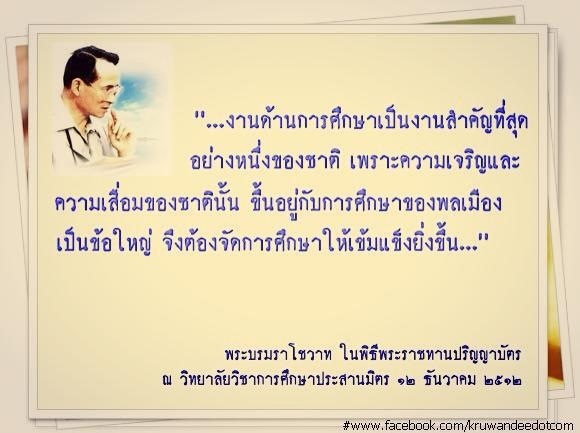 "...งานด้านการศึกษาเป็นงานสำคัญที่สุด
อย่างหนึ่งของชาติ เพราะความเจริญและ
ความเสื่อมของชาตินั้น ขึ้นอยู่กับการศึกษาของพลเมือง
เป็นข้อใหญ่ จึงต้องจัดการศึกษาให้เข้มแข็งยิ่งขึ้น..."
พระบรมราโชวาท ในพิธีพระราชทานปริญญาบัตร
ณ วิทยาลัยวิชาการศึกษาประสานมิตร ๑๒ ธันวาคม ๒๕๑๒
#www.facebook.com/kruwandeedotcom